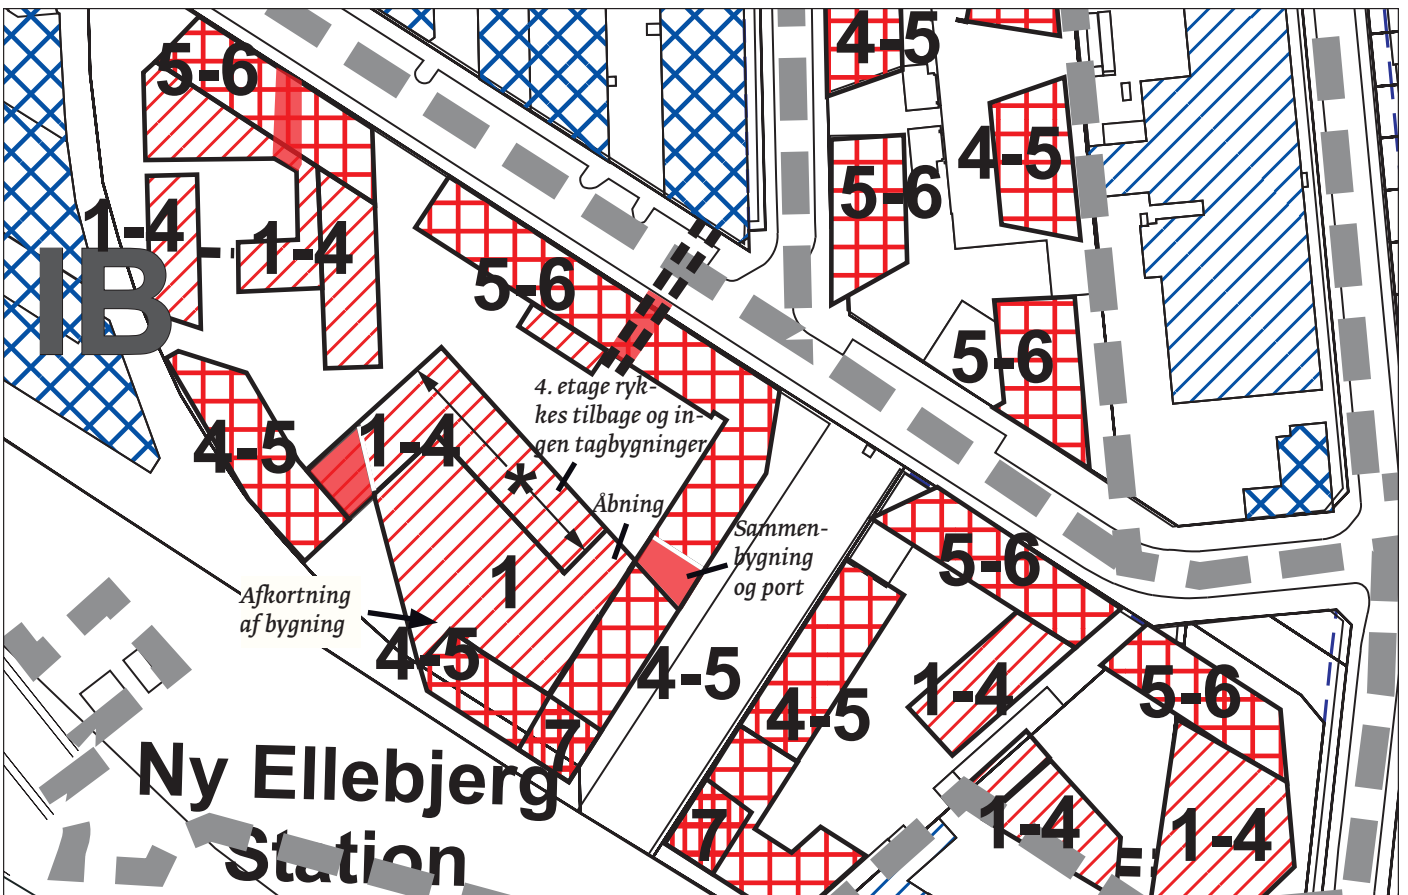 4-5
5-6
4-5
5-6
1-4
1-4
IB
5-6
5-6
4. etage ryk-
kes tilbage og in-
gen tagbygninger
4-5
1-4
*
Åbning
Sammen-
bygning
og port
5-6
1
Afkortning
af bygning
4-5
4-5
4-5
1-4
5-6
7
Ny Ellebjerg
Station
7
1-4
1-4